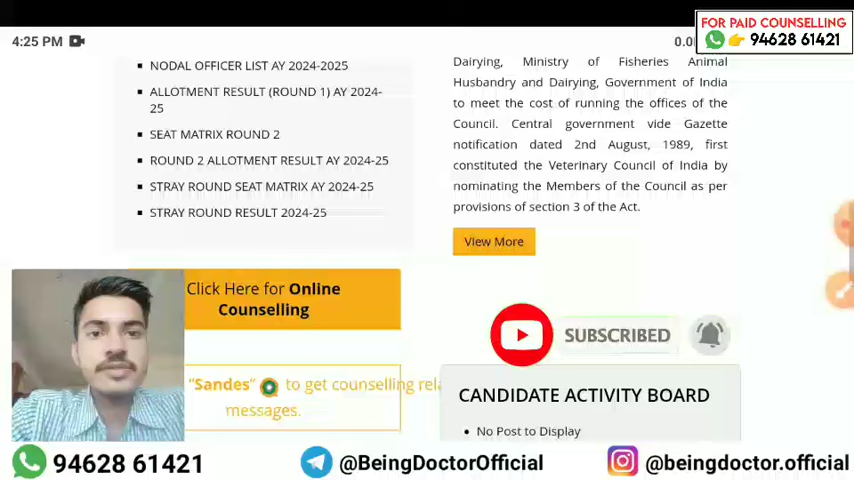 4:25 PM
FOR PAID COUNSELLING
94628 61421
NODAL OFFICER LIST AY 2024-2025
ALLOTMENT RESULT (ROUND 1) AY 2024-
25
SEAT MATRIX ROUND 2
ROUND 2 ALLOTMENT RESULT AY 2024-25
STRAY ROUND SEAT MATRIX AY 2024-25
STRAY ROUND RESULT 2024-25
Dairying, Ministry of Fisheries Animal
Husbandry and Dairying, Government of India
to meet the cost of running the offices of the
Council. Central government vide Gazette
notification dated 2nd August, 1989, first
constituted the Veterinary Council of India by
nominating the Members of the Council as per
provisions of section 3 of the Act.
View More
Click Here for Online
Counselling
"Sandes" to get counselling rela
messages.
SUBSCRIBED
CANDIDATE ACTIVITY BOARD
No Post to Display
94628 61421
@BeingDoctorOfficial
@beingdoctor.official